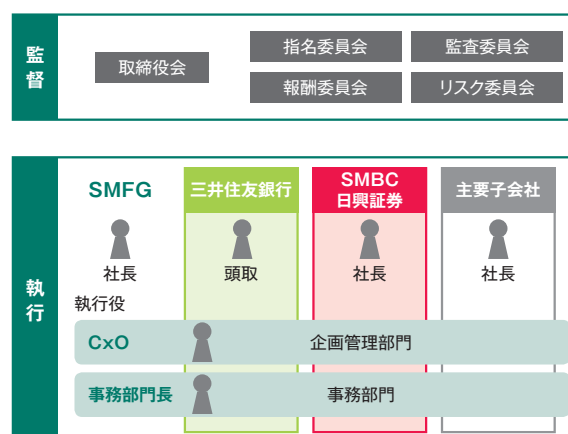 監督
取締役会
指名委員会
監査委員会
報酬委員会
リスク委員会
執行
SMFG
三井住友銀行
SMBC
日興証券
主要子会社
社長
頭取
社長
社長
執行役
CxO
企画管理部門
事務部門長
事務部門